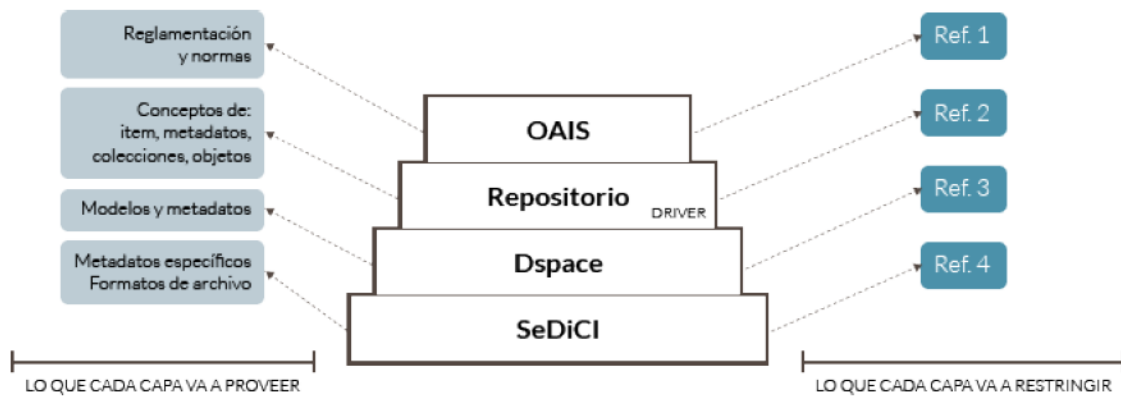 Reglamentación
y normas
Conceptos de:
item, metadatos,
colecciones, objetos
Modelos y metadatos
Metadatos específicos
Formatos de archivo
OAIS
Repositorio
DRIVER
Dspace
SeDiCI
Ref. 1
Ref. 2
Ref. 3
Ref. 4
LO QUE CADA CAPA VA A PROVEER
LO QUE CADA CAPA VA A RESTRINGIR